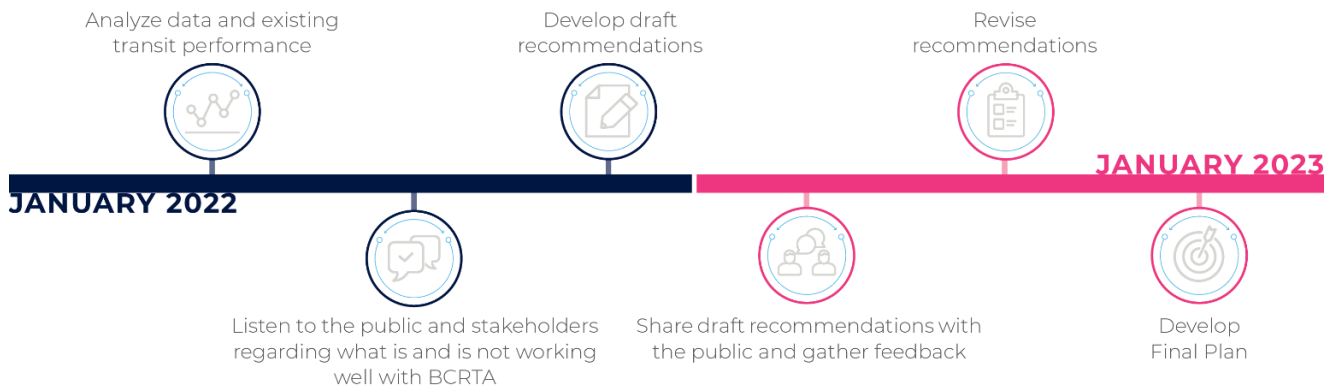 Analyze data and existing
transit performance
Develop draft
recommendations
Revise
recommendations
JANUARY 2023
JANUARY 2022
Listen to the public and stakeholders
regarding what is and is not working
well with BCRTA
Share draft recommendations with
the public and gather feedback
Develop
Final Plan